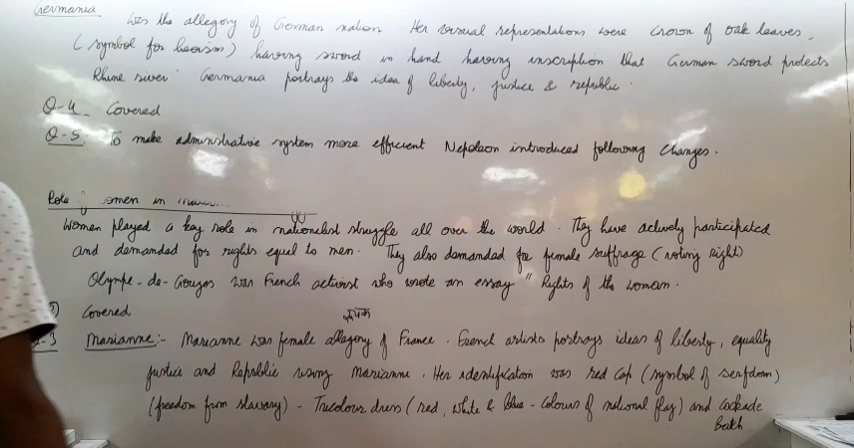 Germania
Was the allegory of German nation Her visual representations were crown of oak leaves,
(symbol for heroism) having sword in hand having inscription that German sword protects
Rhine river Germania portrays the idea of liberty, justice & republic.
Q-4 Covered
Q-5 To make administrative system more efficient Nepoleon introduced following changes.
Role of women in
Women played a key role in nationalist struggle all over the world. They have actively participated
and demanded for rights equal to men. They also demanded for female suffrage (voting right)
Olympe-de-Gouges was French activist who wrote an essay "Rights of the woman.
Covered
रूपक
3 Marianne:- Marianne was female allegory of France. French artists portrays ideas of liberty, equality
justice and Republic using Marianne. Her identification was red cap (symbol of serfdom)
(freedom from slavary) - Tricolour dress (red, white & blue - colours of national flag) and cockade